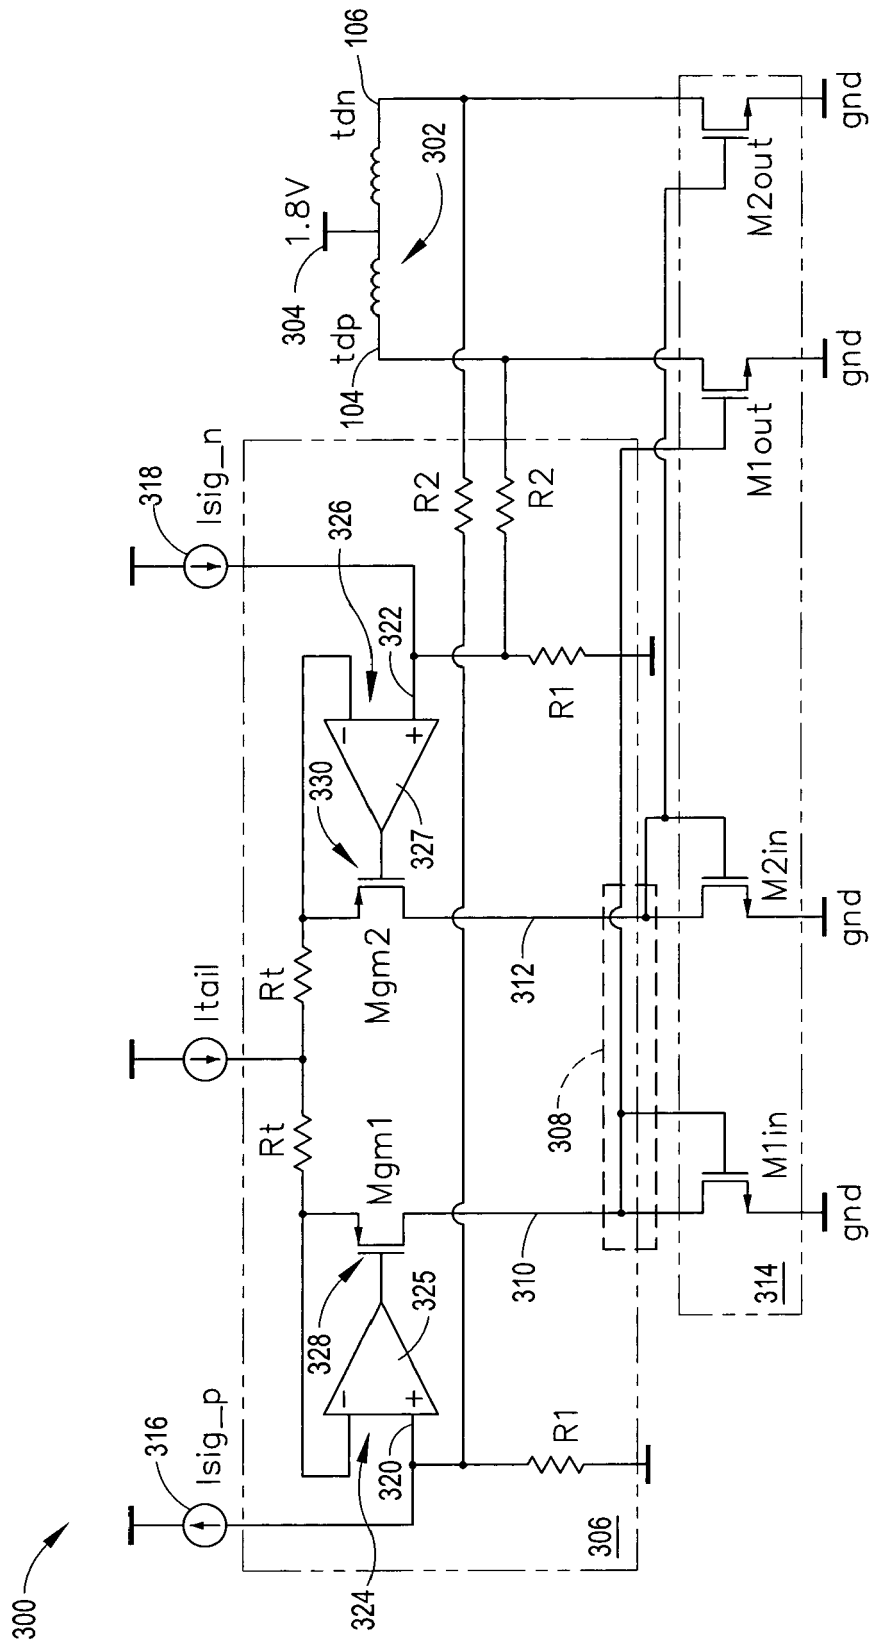 300
316
Isig_p
Itail
318
Isig_n
304
1.8V
tdp
tdn
104
106
302
324
320
325
328
Mgm1
Rt
Rt
Mgm2
330
327
326
322
R2
R2
R1
R1
306
310
308
312
314
M1in
M2in
M1out
M2out
gnd
gnd
gnd
gnd
−
+
−
+